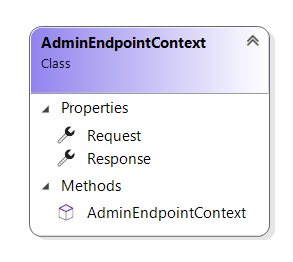 AdminEndpointContext
Class
Properties
Request
Response
Methods
AdminEndpointContext